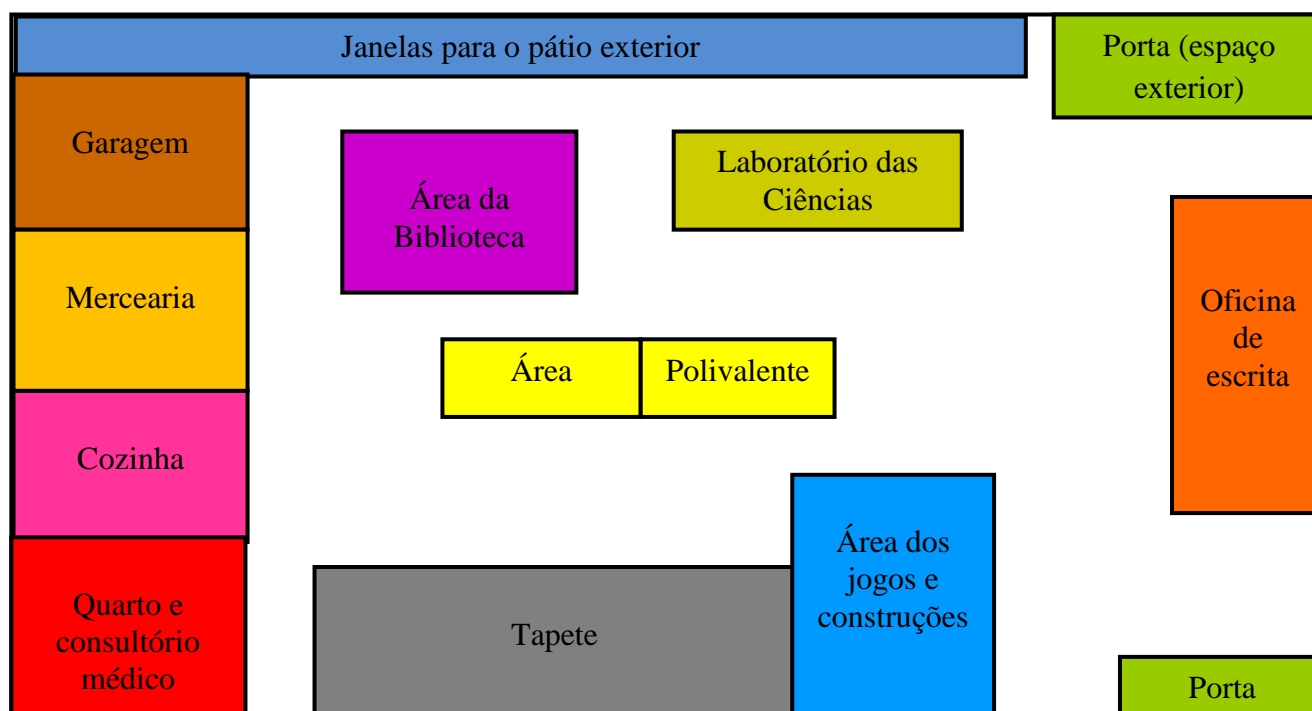 Janelas para o pátio exterior
Porta (espaço
exterior)
Garagem
Área da
Biblioteca
Laboratório das
Ciências
Mercearia
Oficina
de
escrita
Área
Polivalente
Cozinha
Área dos
jogos e
construções
Quarto e
consultório
médico
Tapete
Porta